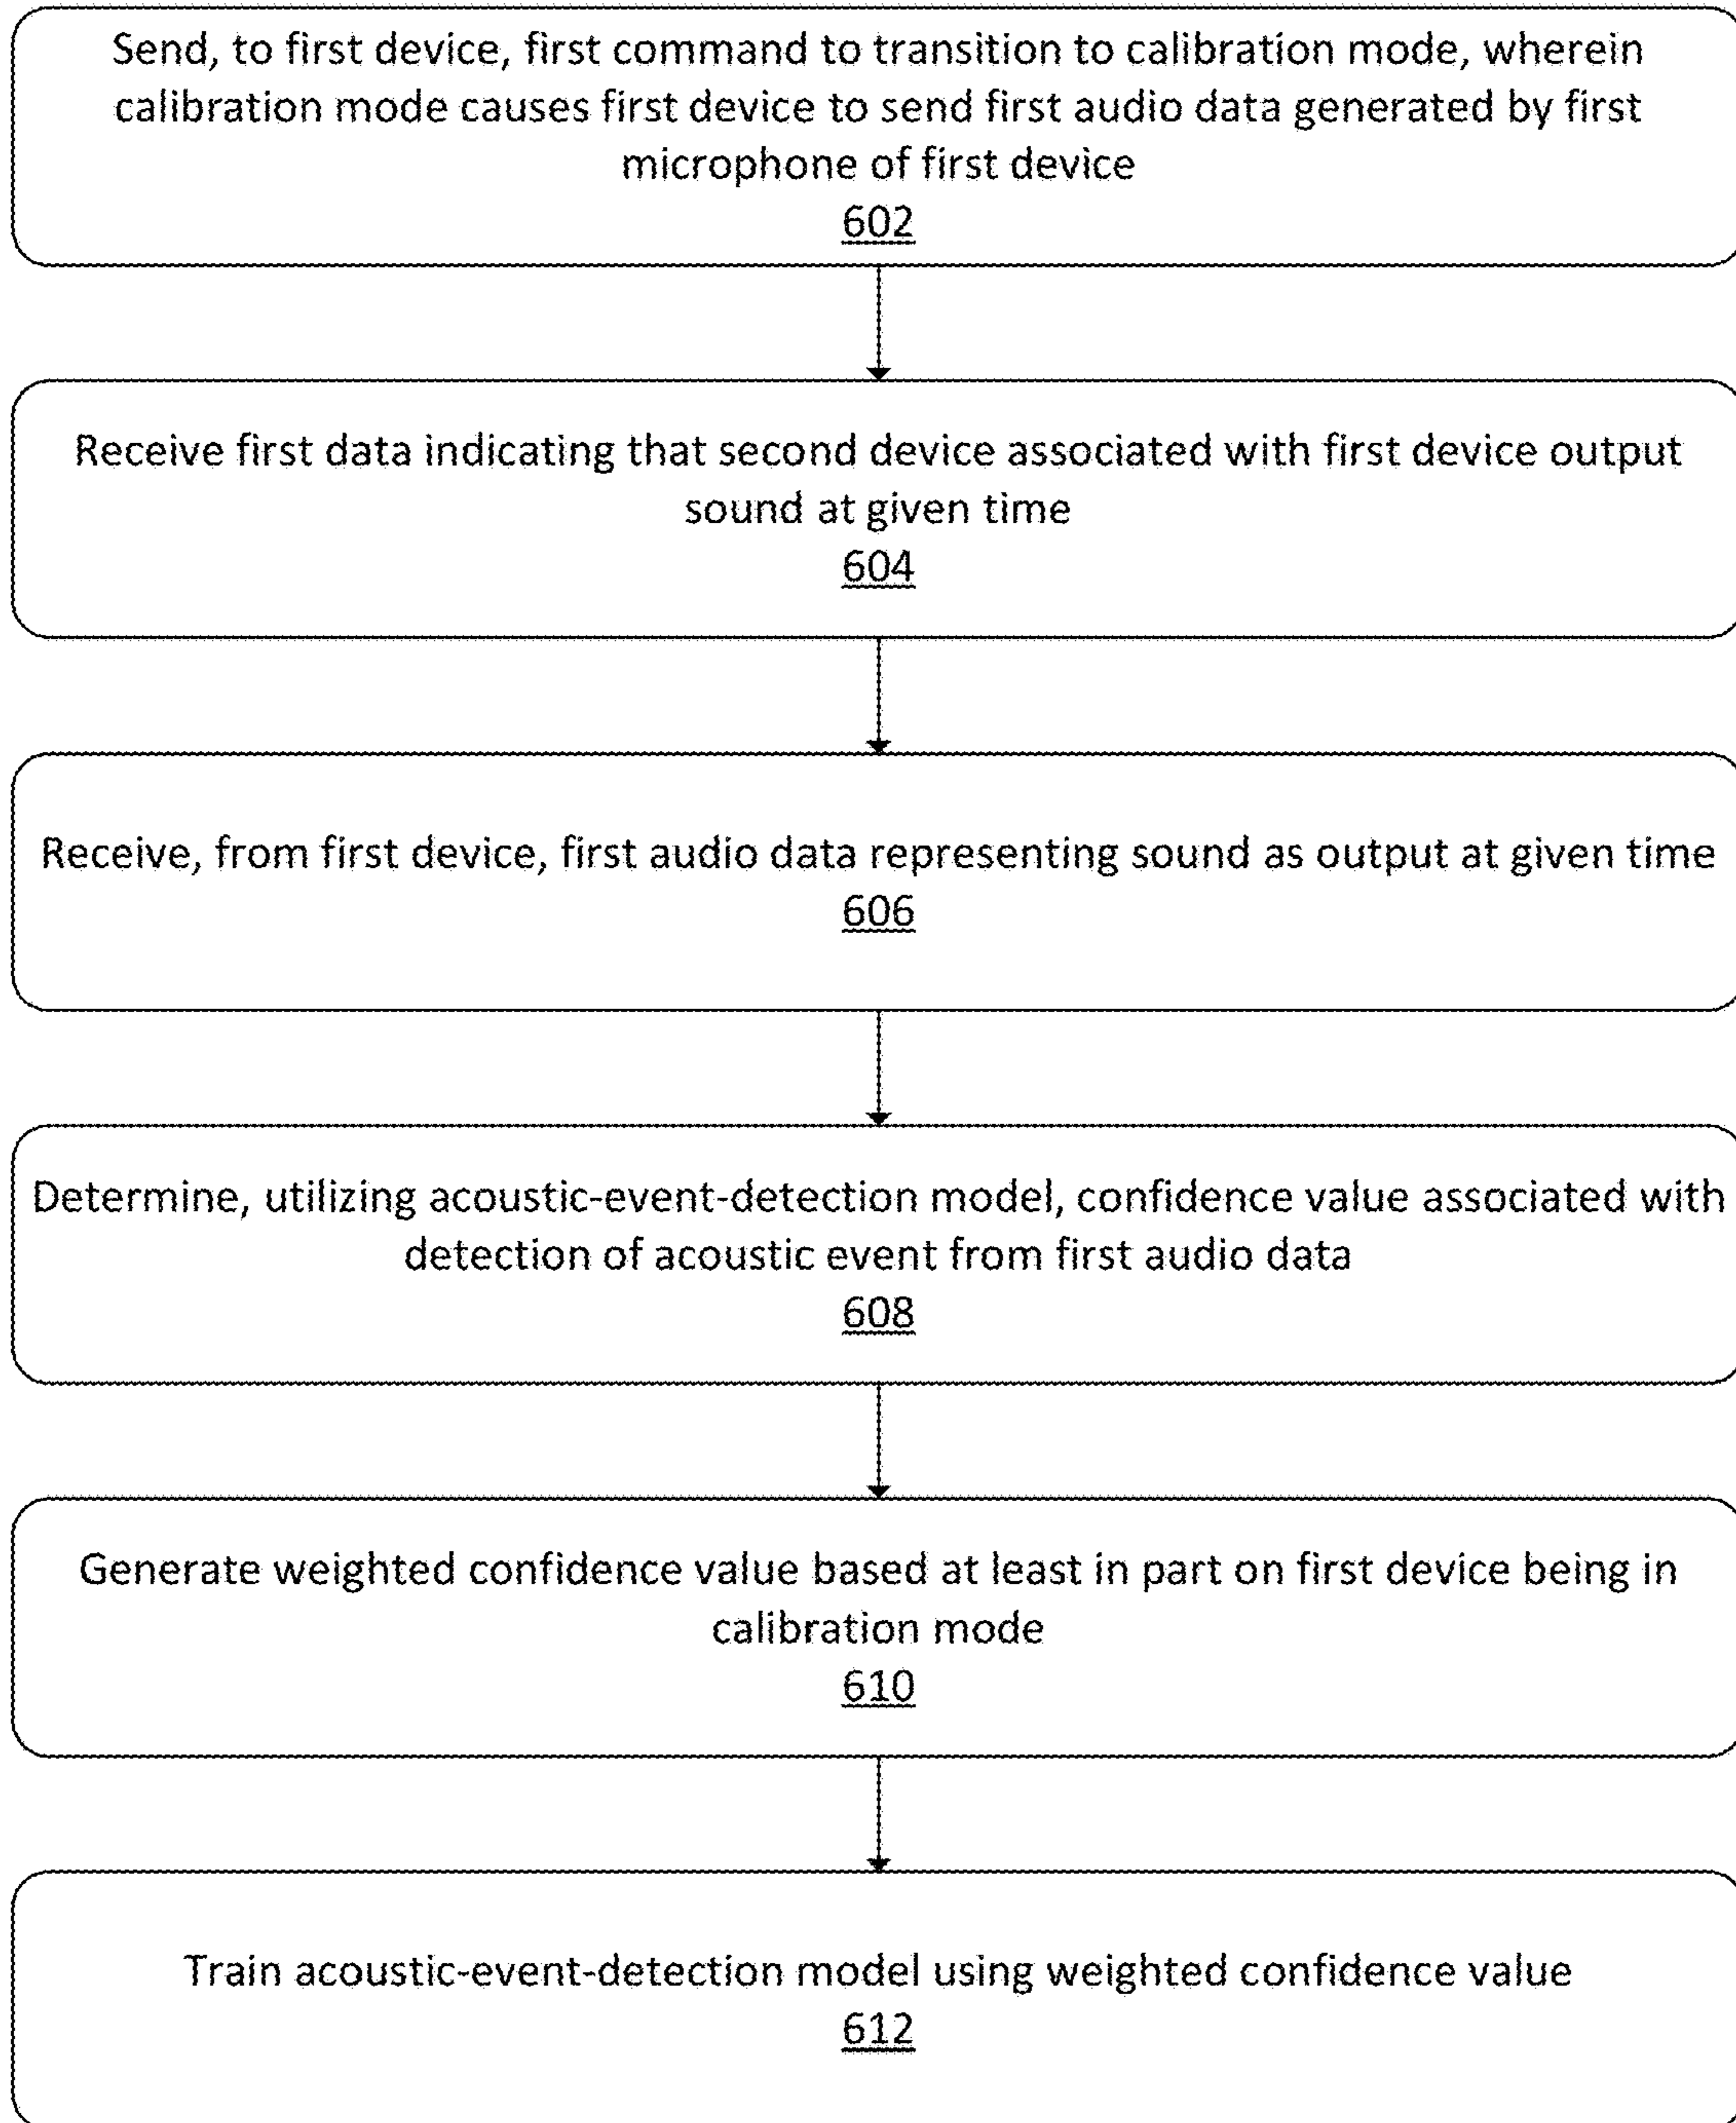 Send, to first device, first command to transition to calibration mode, wherein
calibration mode causes first device to send first audio data generated by first
microphone of first device
602
Receive first data indicating that second device associated with first device output
sound at given time
604
Receive, from first device, first audio data representing sound as output at given time
606
Determine, utilizing acoustic-event-detection model, confidence value associated with
detection of acoustic event from first audio data
608
Generate weighted confidence value based at least in part on first device being in
calibration mode
610
Train acoustic-event-detection model using weighted confidence value
612